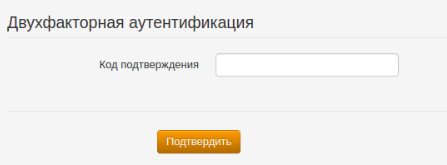 Двухфакторная аутентификация
Код подтверждения
Подтвердить